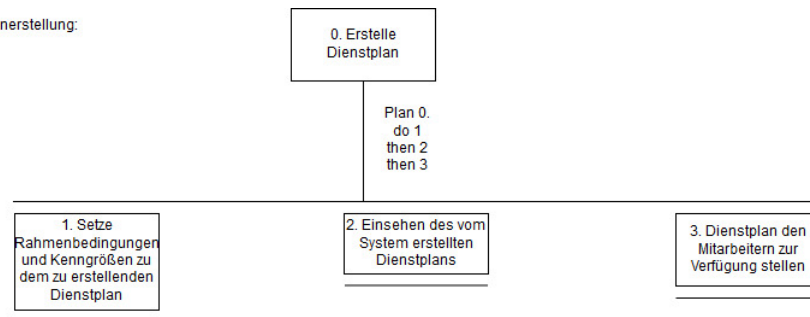 nerstellung:
0. Erstelle
Dienstplan
Plan 0.
do 1
then 2
then 3
1. Setze
Rahmenbedingungen
und Kenngrößen zu
dem zu erstellenden
Dienstplan
2. Einsehen des vom
System erstellten
Dienstplans
3. Dienstplan den
Mitarbeitern zur
Verfügung stellen